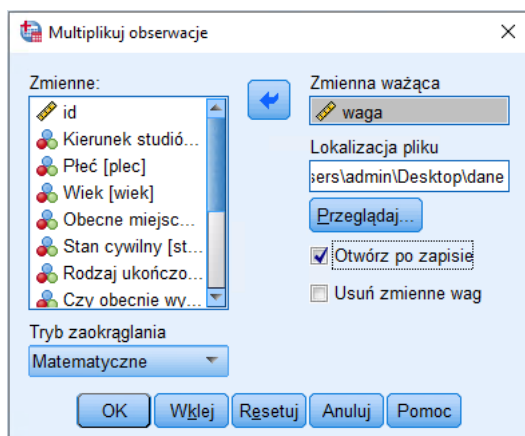 Multiplikuj obserwacje
Zmienne:
id
Kierunek studió...
Płeć [plec]
Wiek [wiek]
Obecne miejsc...
Stan cywilny [st...
Rodzaj ukończo...
Czy obecnie wy...
Tryb zaokrąglania
Matematyczne
Zmienna ważąca
waga
Lokalizacja pliku
sers\admin\Desktop\dane
Przeglądaj...
Otwórz po zapisie
Usuń zmienne wag
OK Wklej Resetuj Anuluj Pomoc